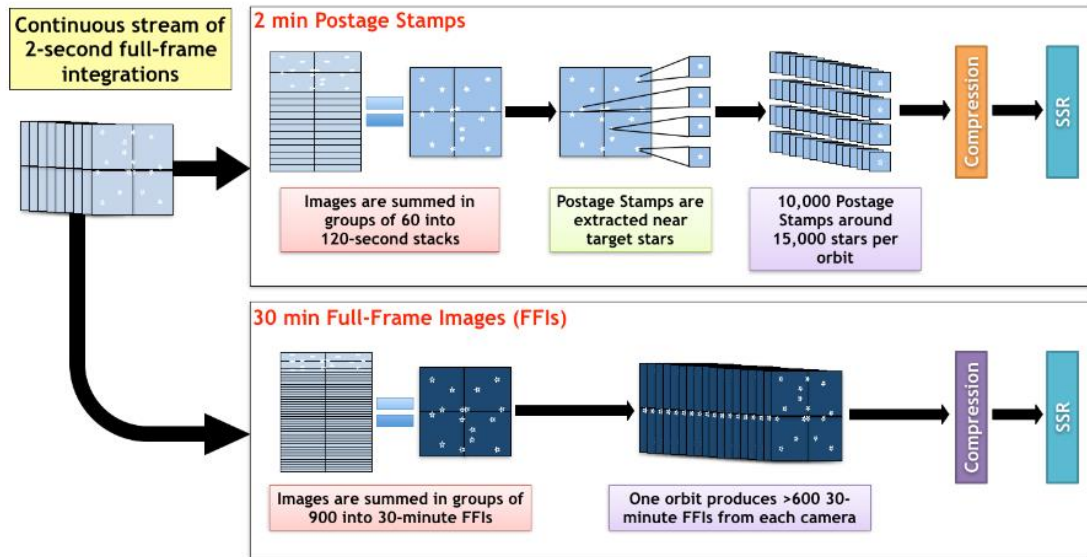 Continuous stream of
2-second full-frame
integrations
2 min Postage Stamps
Images are summed in
groups of 60 into
120-second stacks
Postage Stamps are
extracted near
target stars
10,000 Postage
Stamps around
15,000 stars per
orbit
Compression
SSR
30 min Full-Frame Images (FFIs)
Images are summed in groups of
900 into 30-minute FFIs
One orbit produces >600 30-
minute FFIs from each camera
Compression
SSR